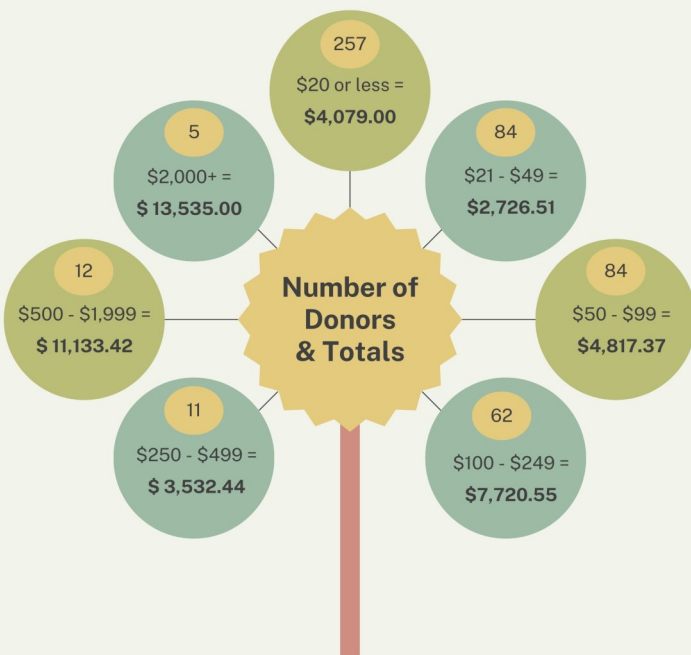 257
$20 or less =
$4,079.00
84
$21 - $49 =
$2,726.51
84
$50 - $99 =
$4,817.37
62
$100 - $249 =
$7,720.55
11
$250 - $499 =
$ 3,532.44
12
$500 - $1,999 =
$ 11,133.42
5
$2,000+ =
$ 13,535.00
Number of
Donors
& Totals